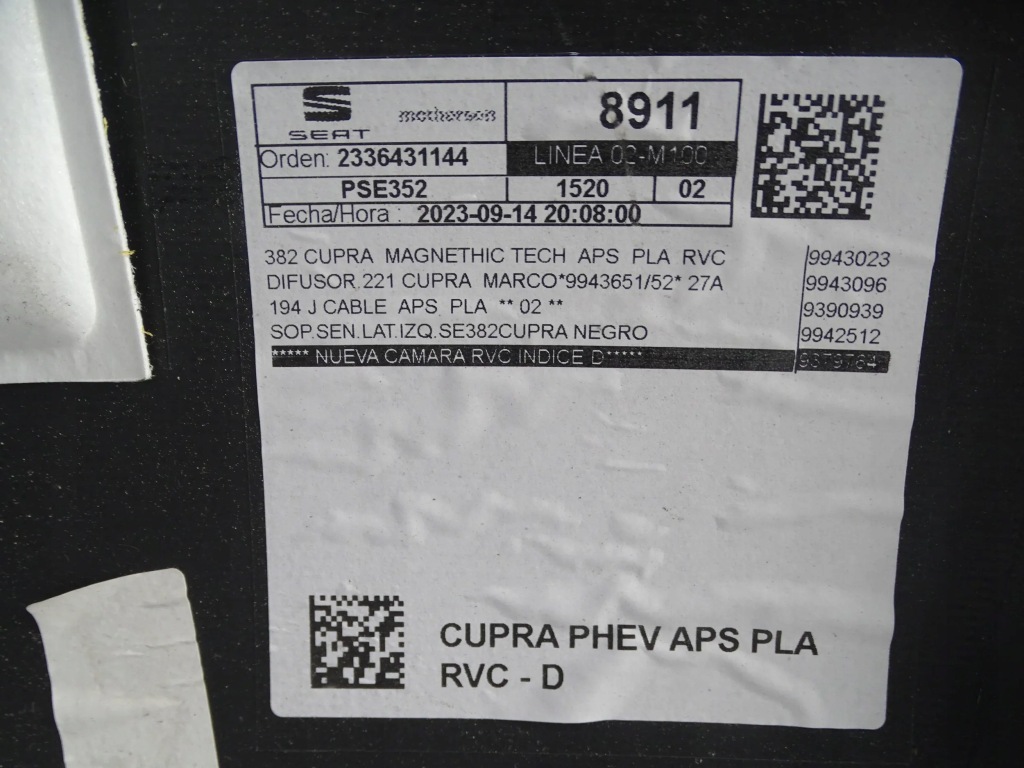 SEAT motherson 8911
Orden: 2336431144 LINEA 02-M100
PSE352 1520 02
Fecha/Hora : 2023-09-14 20:08:00
382 CUPRA MAGNETHIC TECH APS PLA RVC 9943023
DIFUSOR 221 CUPRA MARCO*9943651/52* 27A 9943096
194 J CABLE APS PLA ** 02 ** 9390939
SOP.SEN.LAT.IZQ.SE382CUPRA NEGRO 9942512
***** NUEVA CAMARA RVC INDICE D*****
CUPRA PHEV APS PLA
RVC - D